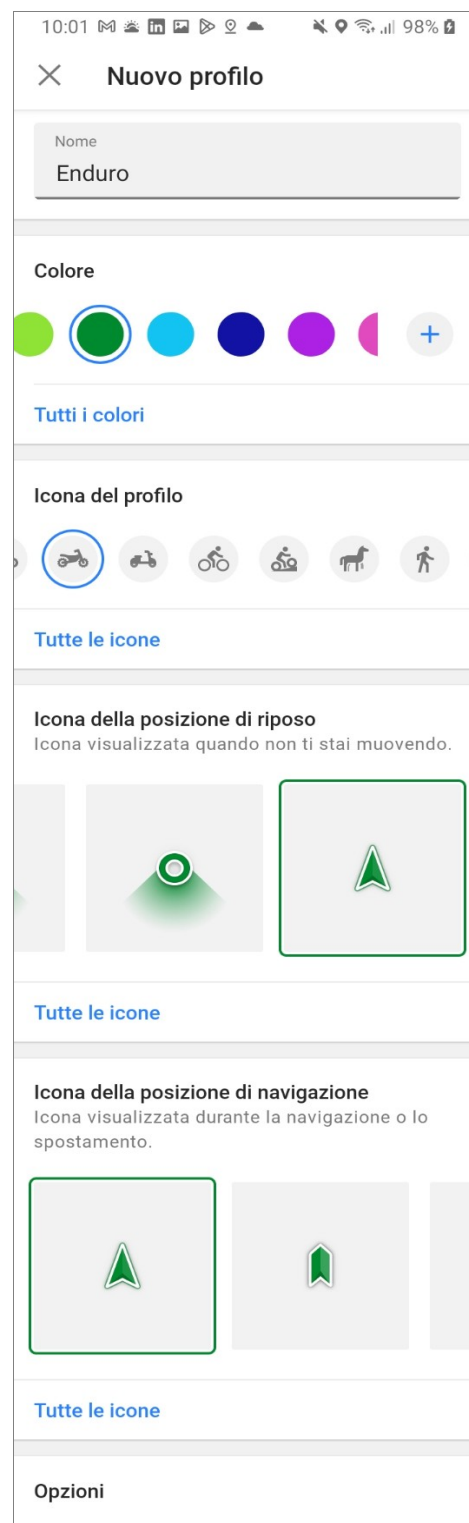 10:01
98%
Nuovo profilo
Nome
Enduro
Colore
Tutti i colori
Icona del profilo
Tutte le icone
Icona della posizione di riposo
Icona visualizzata quando non ti stai muovendo.
Tutte le icone
Icona della posizione di navigazione
Icona visualizzata durante la navigazione o lo
spostamento.
Tutte le icone
Opzioni